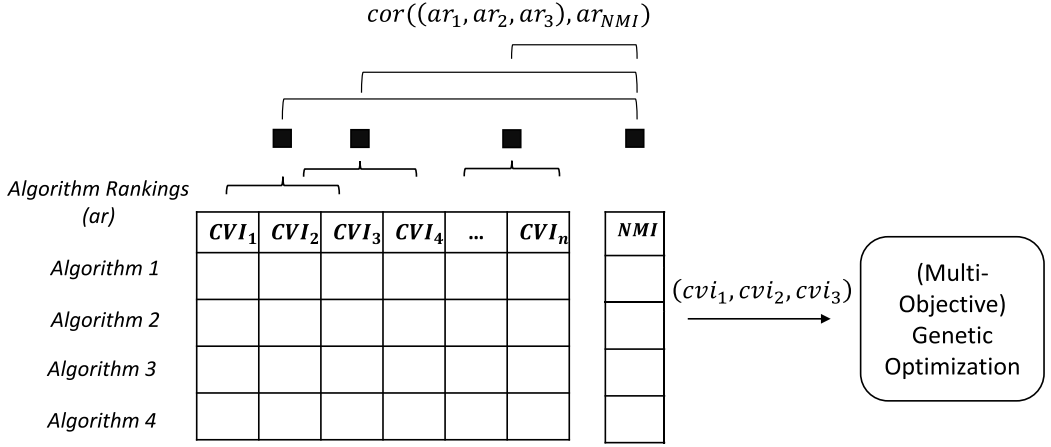 cor((ar₁, ar₂, ar₃), ar_NMI)
Algorithm Rankings
(ar)
CVI₁ CVI₂ CVI₃ CVI₄ ... CVIₙ NMI
Algorithm 1
Algorithm 2
Algorithm 3
Algorithm 4
(cvi₁, cvi₂, cvi₃)
(Multi-
Objective)
Genetic
Optimization